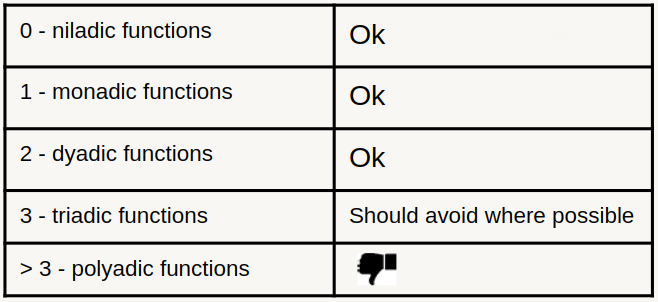 0 - niladic functions
Ok
1 - monadic functions
Ok
2 - dyadic functions
Ok
3 - triadic functions
Should avoid where possible
> 3 - polyadic functions